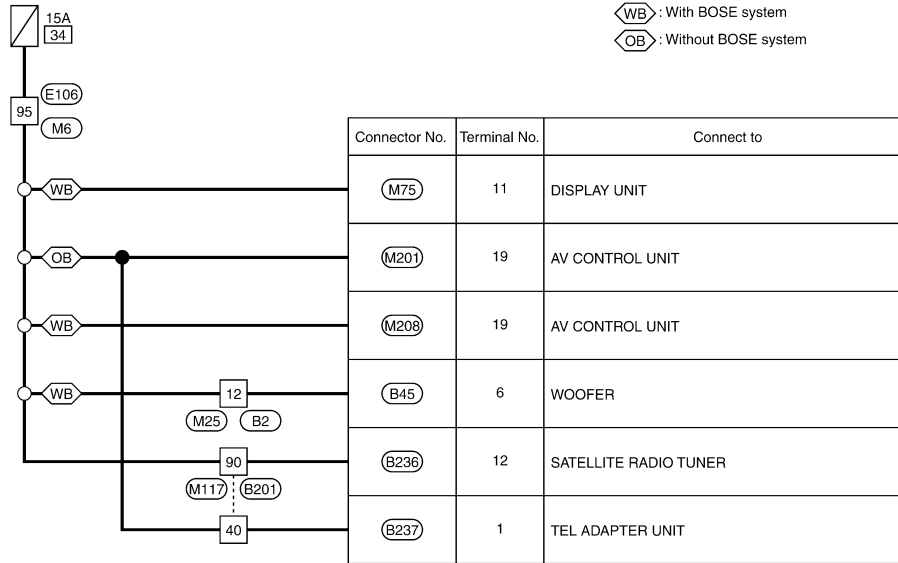 15A
34
WB : With BOSE system
OB : Without BOSE system
95
E106
M6
Connector No. Terminal No. Connect to
WB M75 11 DISPLAY UNIT
OB M201 19 AV CONTROL UNIT
WB M208 19 AV CONTROL UNIT
WB 12 B45 6 WOOFER
M25 B2
90 B236 12 SATELLITE RADIO TUNER
M117 B201
40 B237 1 TEL ADAPTER UNIT